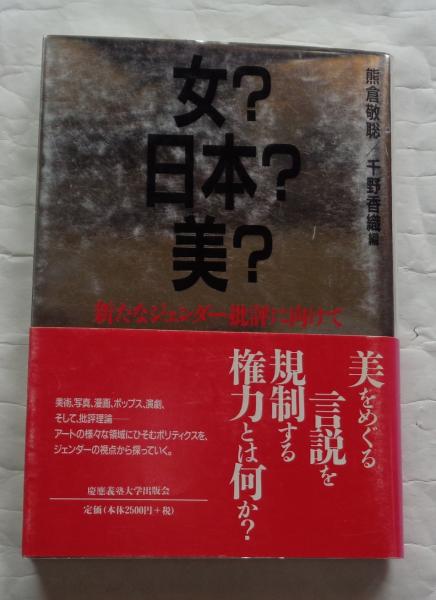 女?
日本?
美?
熊倉敬聡/千野香織 編
新たなジェンダー批評に向けて
美をめぐる
言説を
規制する
権力とは何か?
美術、写真、漫画、ポップス、演劇、
そして、批評理論──
アートの様々な領域にひそむポリティクスを、
ジェンダーの視点から探っていく。
慶應義塾大学出版会
定価(本体2500円+税)